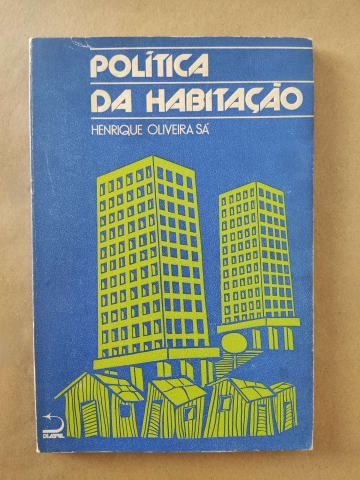 POLÍTICA
DA HABITAÇÃO
HENRIQUE OLIVEIRA SÁ